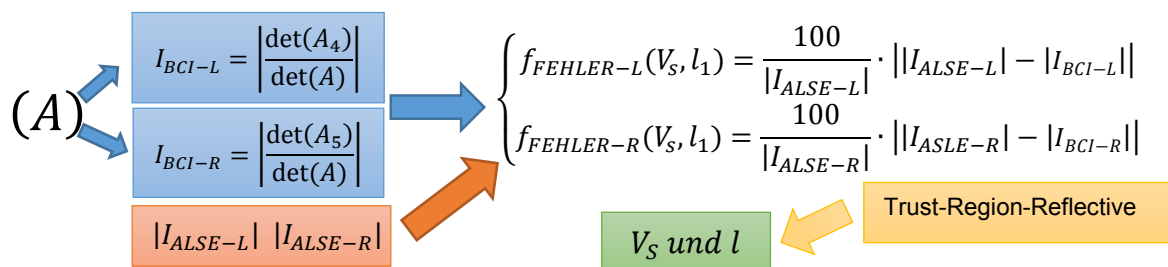 (A)
I_{BCI-L} = |det(A_4)/det(A)|
I_{BCI-R} = |det(A_5)/det(A)|
|I_{ALSE-L}| |I_{ALSE-R}|
f_{FEHLER-L}(V_s, l_1) = 100/|I_{ALSE-L}| · ||I_{ALSE-L}| − |I_{BCI-L}||
f_{FEHLER-R}(V_s, l_1) = 100/|I_{ALSE-R}| · ||I_{ASLE-R}| − |I_{BCI-R}||
Trust-Region-Reflective
V_S und l